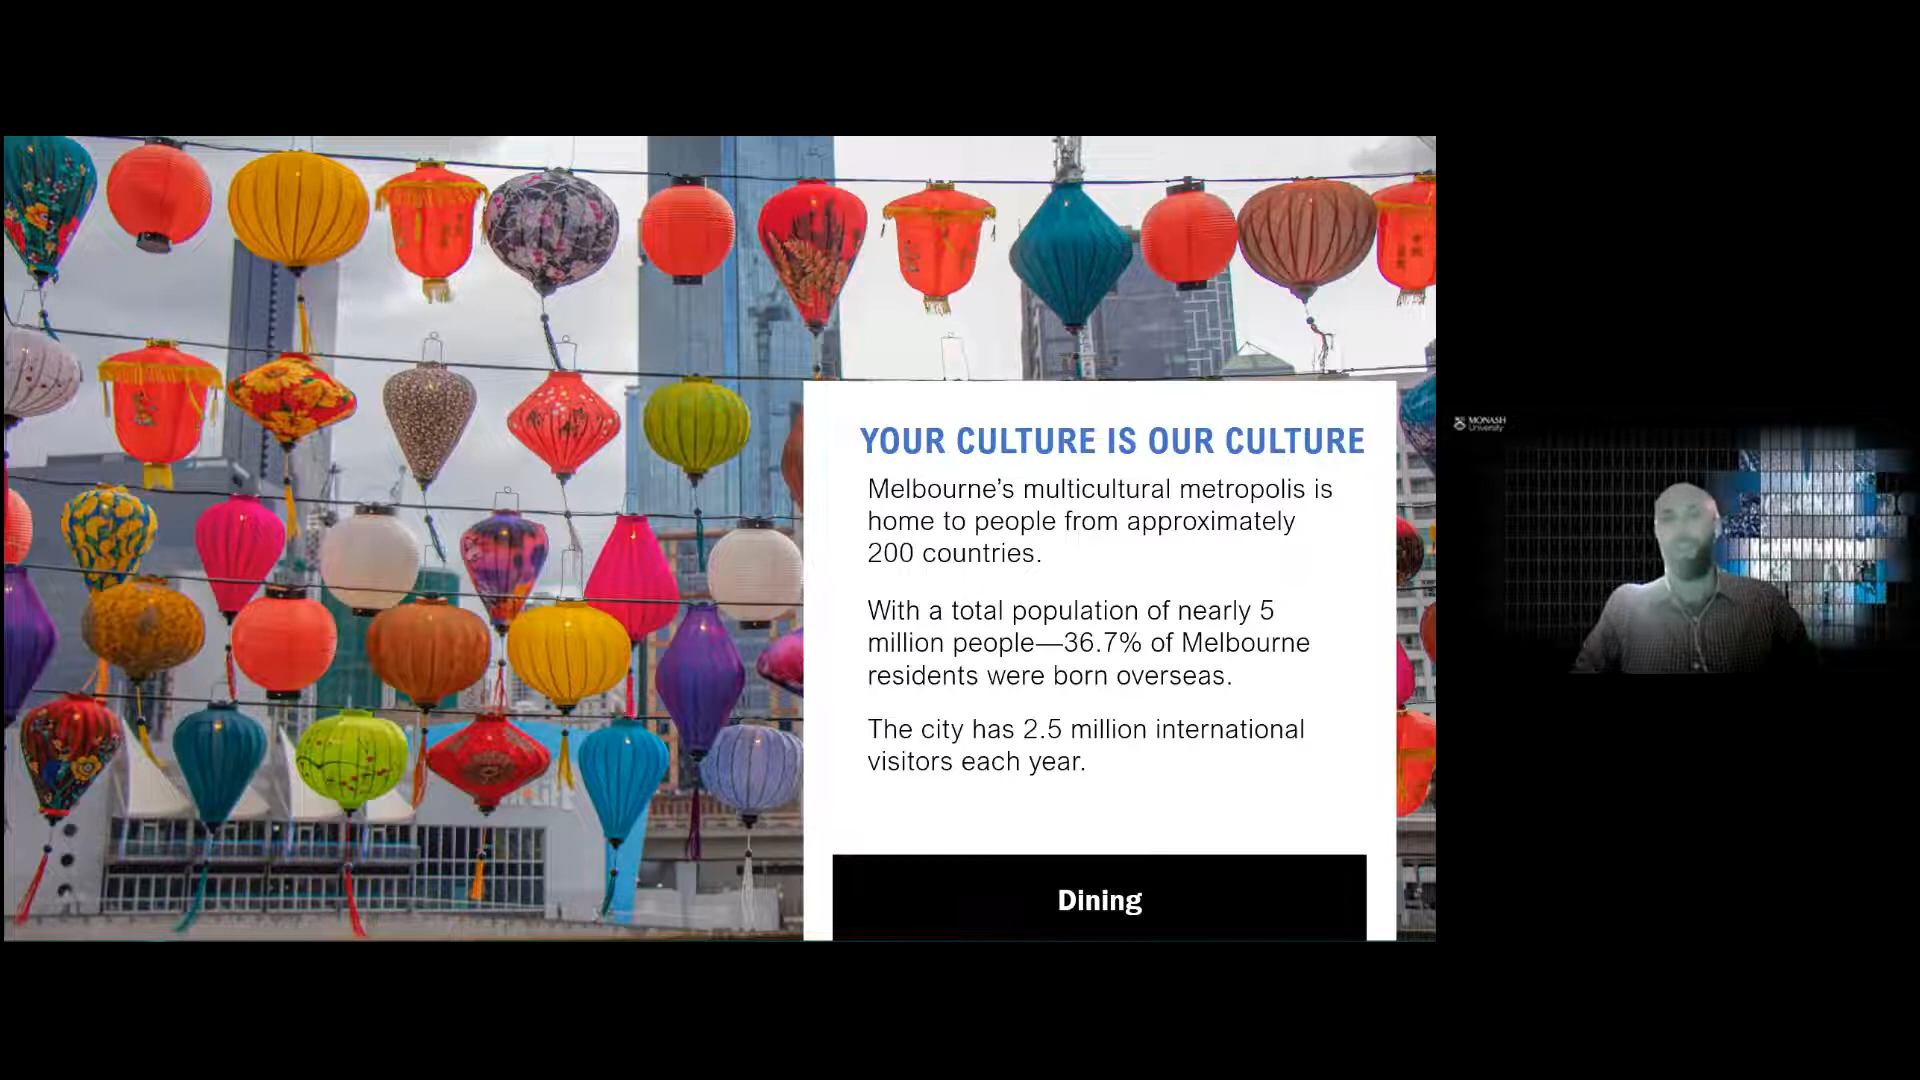 YOUR CULTURE IS OUR CULTURE
Melbourne’s multicultural metropolis is
home to people from approximately
200 countries.
With a total population of nearly 5
million people—36.7% of Melbourne
residents were born overseas.
The city has 2.5 million international
visitors each year.
Dining
MONASH
University